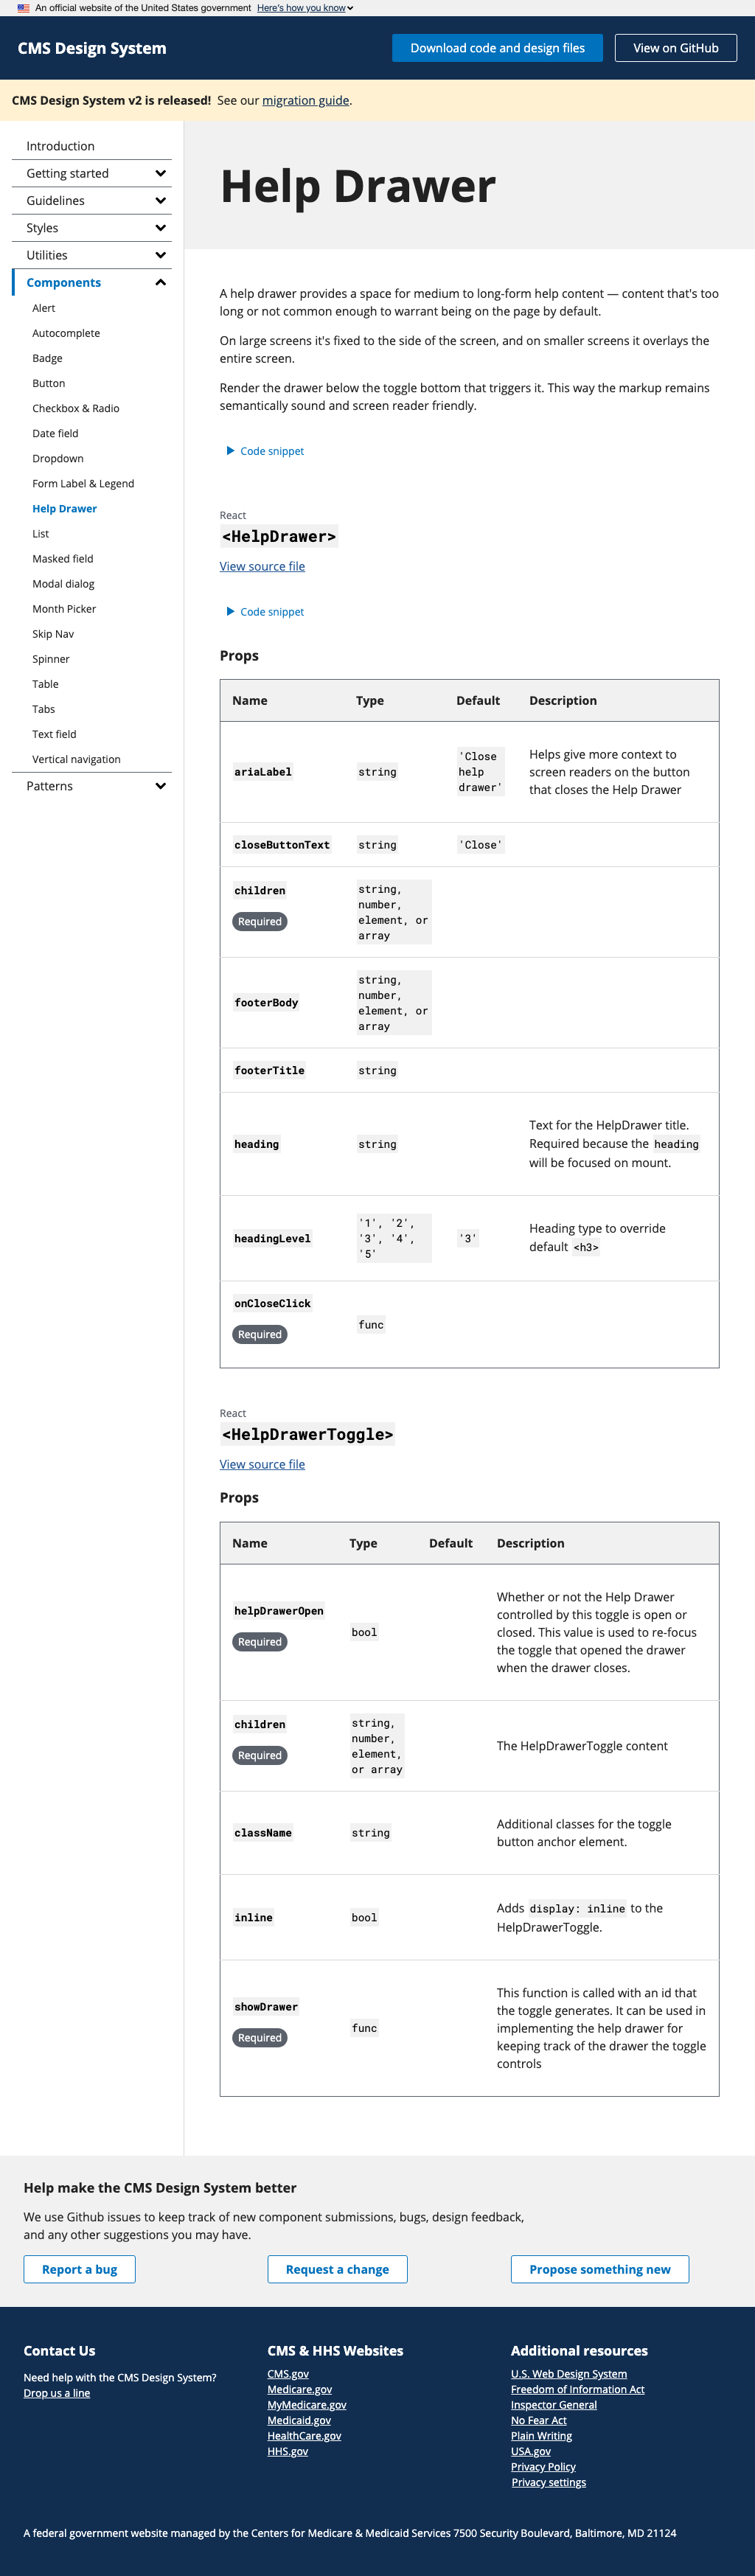 An official website of the United States government Here's how you know
CMS Design System
Download code and design files
View on GitHub
CMS Design System v2 is released! See our migration guide.
Introduction
Getting started
Guidelines
Styles
Utilities
Components
Alert
Autocomplete
Badge
Button
Checkbox & Radio
Date field
Dropdown
Form Label & Legend
Help Drawer
List
Masked field
Modal dialog
Month Picker
Skip Nav
Spinner
Table
Tabs
Text field
Vertical navigation
Patterns
Help Drawer
A help drawer provides a space for medium to long-form help content — content that's too
long or not common enough to warrant being on the page by default.
On large screens it's fixed to the side of the screen, and on smaller screens it overlays the
entire screen.
Render the drawer below the toggle bottom that triggers it. This way the markup remains
semantically sound and screen reader friendly.
Code snippet
React
<HelpDrawer>
View source file
Code snippet
Props
Name Type Default Description
ariaLabel
string
'Close
help
drawer'
Helps give more context to
screen readers on the button
that closes the Help Drawer
closeButtonText
string
'Close'
children
Required
string,
number,
element, or
array
footerBody
string,
number,
element, or
array
footerTitle
string
heading
string
Text for the HelpDrawer title.
Required because the heading
will be focused on mount.
headingLevel
'1', '2',
'3', '4',
'5'
'3'
Heading type to override
default <h3>
onCloseClick
Required
func
React
<HelpDrawerToggle>
View source file
Props
Name Type Default Description
helpDrawerOpen
Required
bool
Whether or not the Help Drawer
controlled by this toggle is open or
closed. This value is used to re-focus
the toggle that opened the drawer
when the drawer closes.
children
Required
string,
number,
element,
or array
The HelpDrawerToggle content
className
string
Additional classes for the toggle
button anchor element.
inline
bool
Adds display: inline to the
HelpDrawerToggle.
showDrawer
Required
func
This function is called with an id that
the toggle generates. It can be used in
implementing the help drawer for
keeping track of the drawer the toggle
controls
Help make the CMS Design System better
We use Github issues to keep track of new component submissions, bugs, design feedback,
and any other suggestions you may have.
Report a bug
Request a change
Propose something new
Contact Us
Need help with the CMS Design System?
Drop us a line
CMS & HHS Websites
CMS.gov
Medicare.gov
MyMedicare.gov
Medicaid.gov
HealthCare.gov
HHS.gov
Additional resources
U.S. Web Design System
Freedom of Information Act
Inspector General
No Fear Act
Plain Writing
USA.gov
Privacy Policy
Privacy settings
A federal government website managed by the Centers for Medicare & Medicaid Services 7500 Security Boulevard, Baltimore, MD 21124